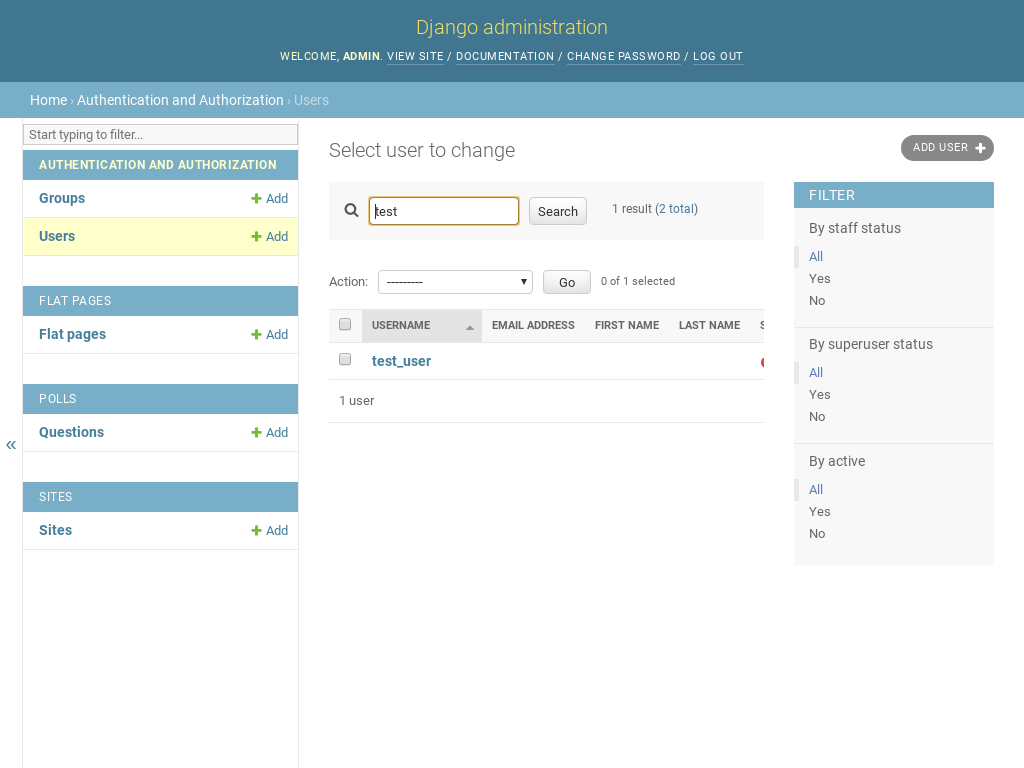 Django administration
WELCOME, ADMIN. VIEW SITE / DOCUMENTATION / CHANGE PASSWORD / LOG OUT
Home › Authentication and Authorization › Users
Start typing to filter...
AUTHENTICATION AND AUTHORIZATION
Groups Add
Users Add
FLAT PAGES
Flat pages Add
POLLS
Questions Add
SITES
Sites Add
«
Select user to change
ADD USER
test Search 1 result (2 total)
Action: --------- Go 0 of 1 selected
USERNAME EMAIL ADDRESS FIRST NAME LAST NAME
test_user
1 user
FILTER
By staff status
All
Yes
No
By superuser status
All
Yes
No
By active
All
Yes
No